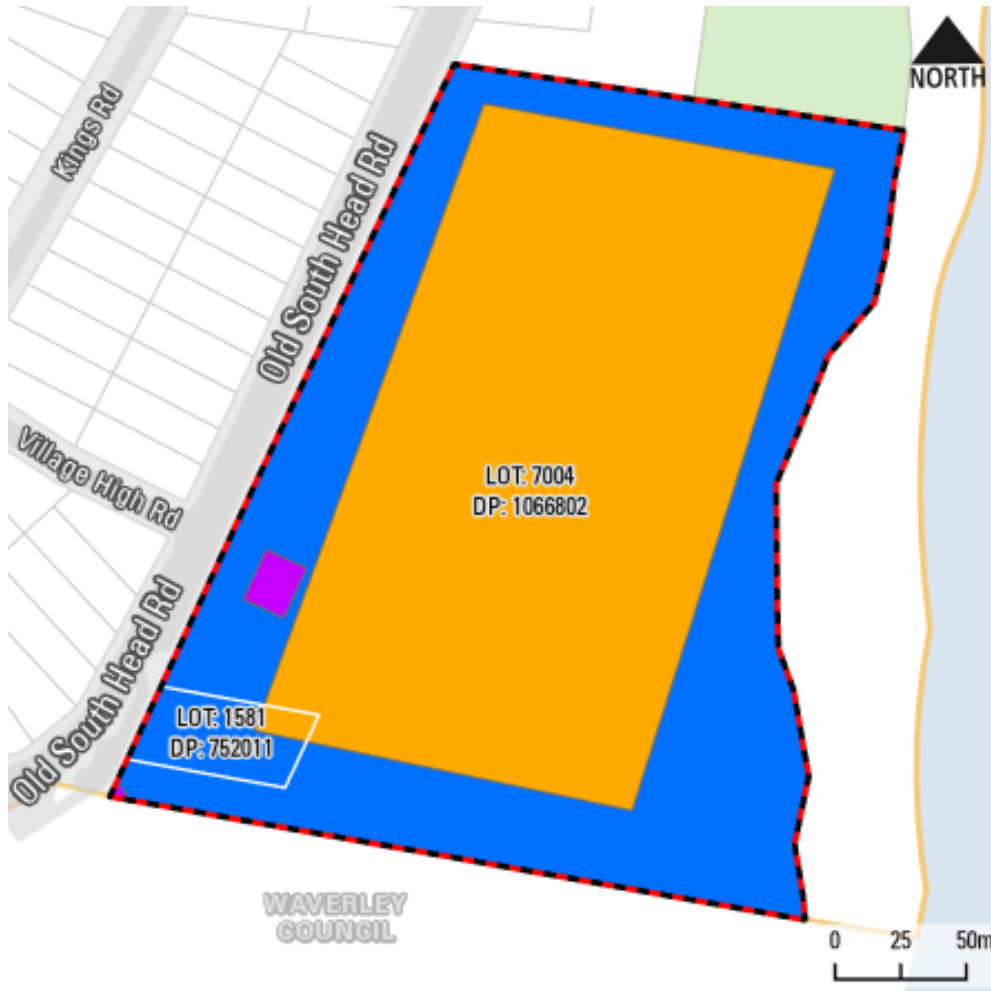 NORTH
Kings Rd
Old South Head Rd
Village High Rd
LOT: 7004
DP: 1066802
Old South Head Rd
LOT: 1581
DP: 752011
WAVERLEY
COUNCIL
0 25 50m